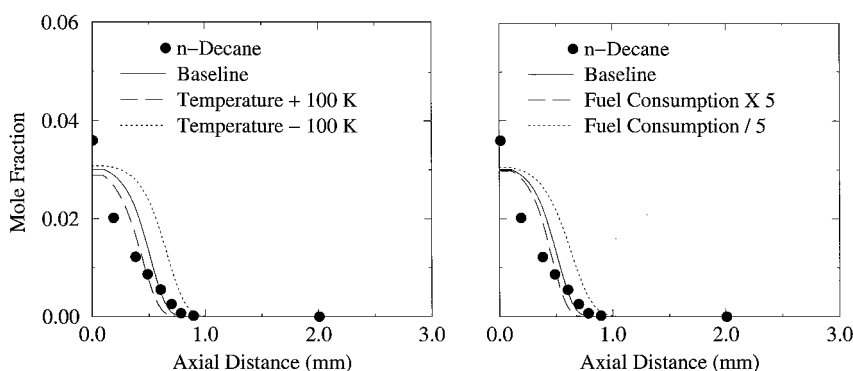 0.06
0.04
0.02
0.00
Mole Fraction
n−Decane
Baseline
Temperature + 100 K
Temperature − 100 K
0.0 1.0 2.0 3.0
Axial Distance (mm)
n−Decane
Baseline
Fuel Consumption X 5
Fuel Consumption / 5
0.0 1.0 2.0 3.0
Axial Distance (mm)